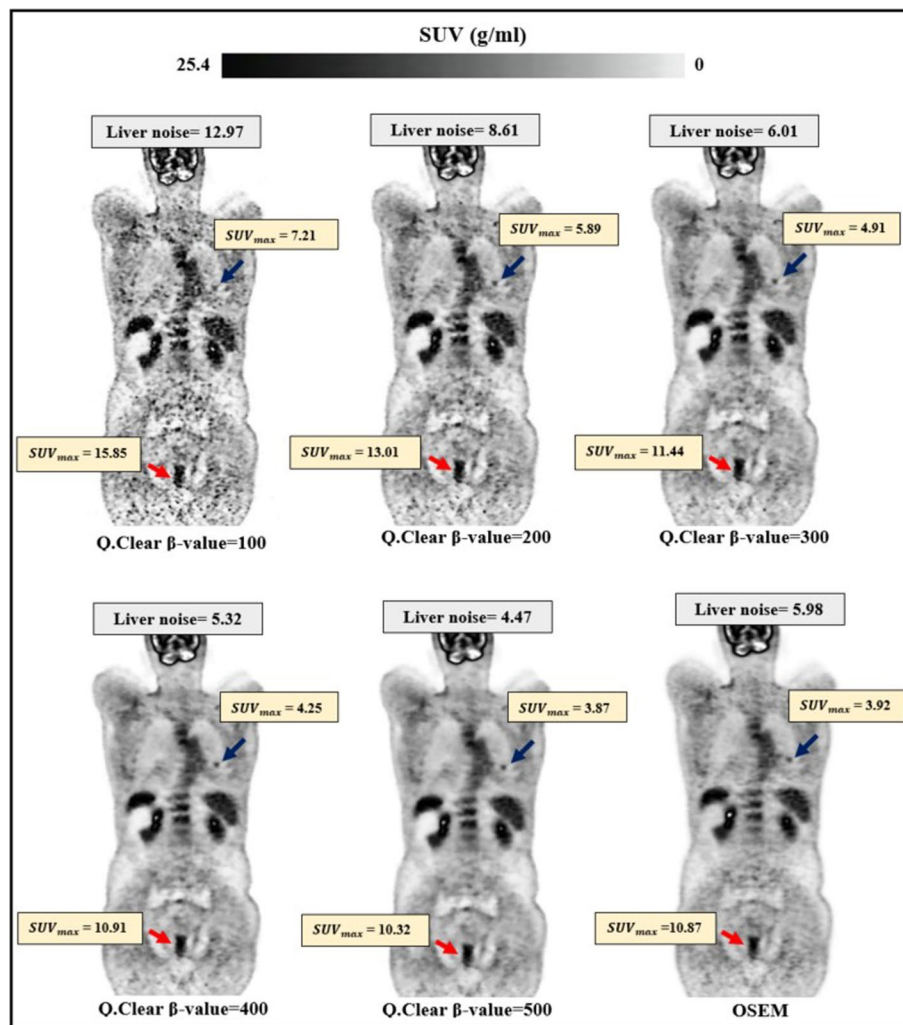 SUV (g/ml)
25.4
0
Liver noise= 12.97
Liver noise= 8.61
Liver noise= 6.01
SUVmax = 7.21
SUVmax = 5.89
SUVmax = 4.91
SUVmax = 15.85
SUVmax = 13.01
SUVmax = 11.44
Q.Clear β-value=100
Q.Clear β-value=200
Q.Clear β-value=300
Liver noise= 5.32
Liver noise= 4.47
Liver noise= 5.98
SUVmax = 4.25
SUVmax = 3.87
SUVmax = 3.92
SUVmax = 10.91
SUVmax = 10.32
SUVmax =10.87
Q.Clear β-value=400
Q.Clear β-value=500
OSEM